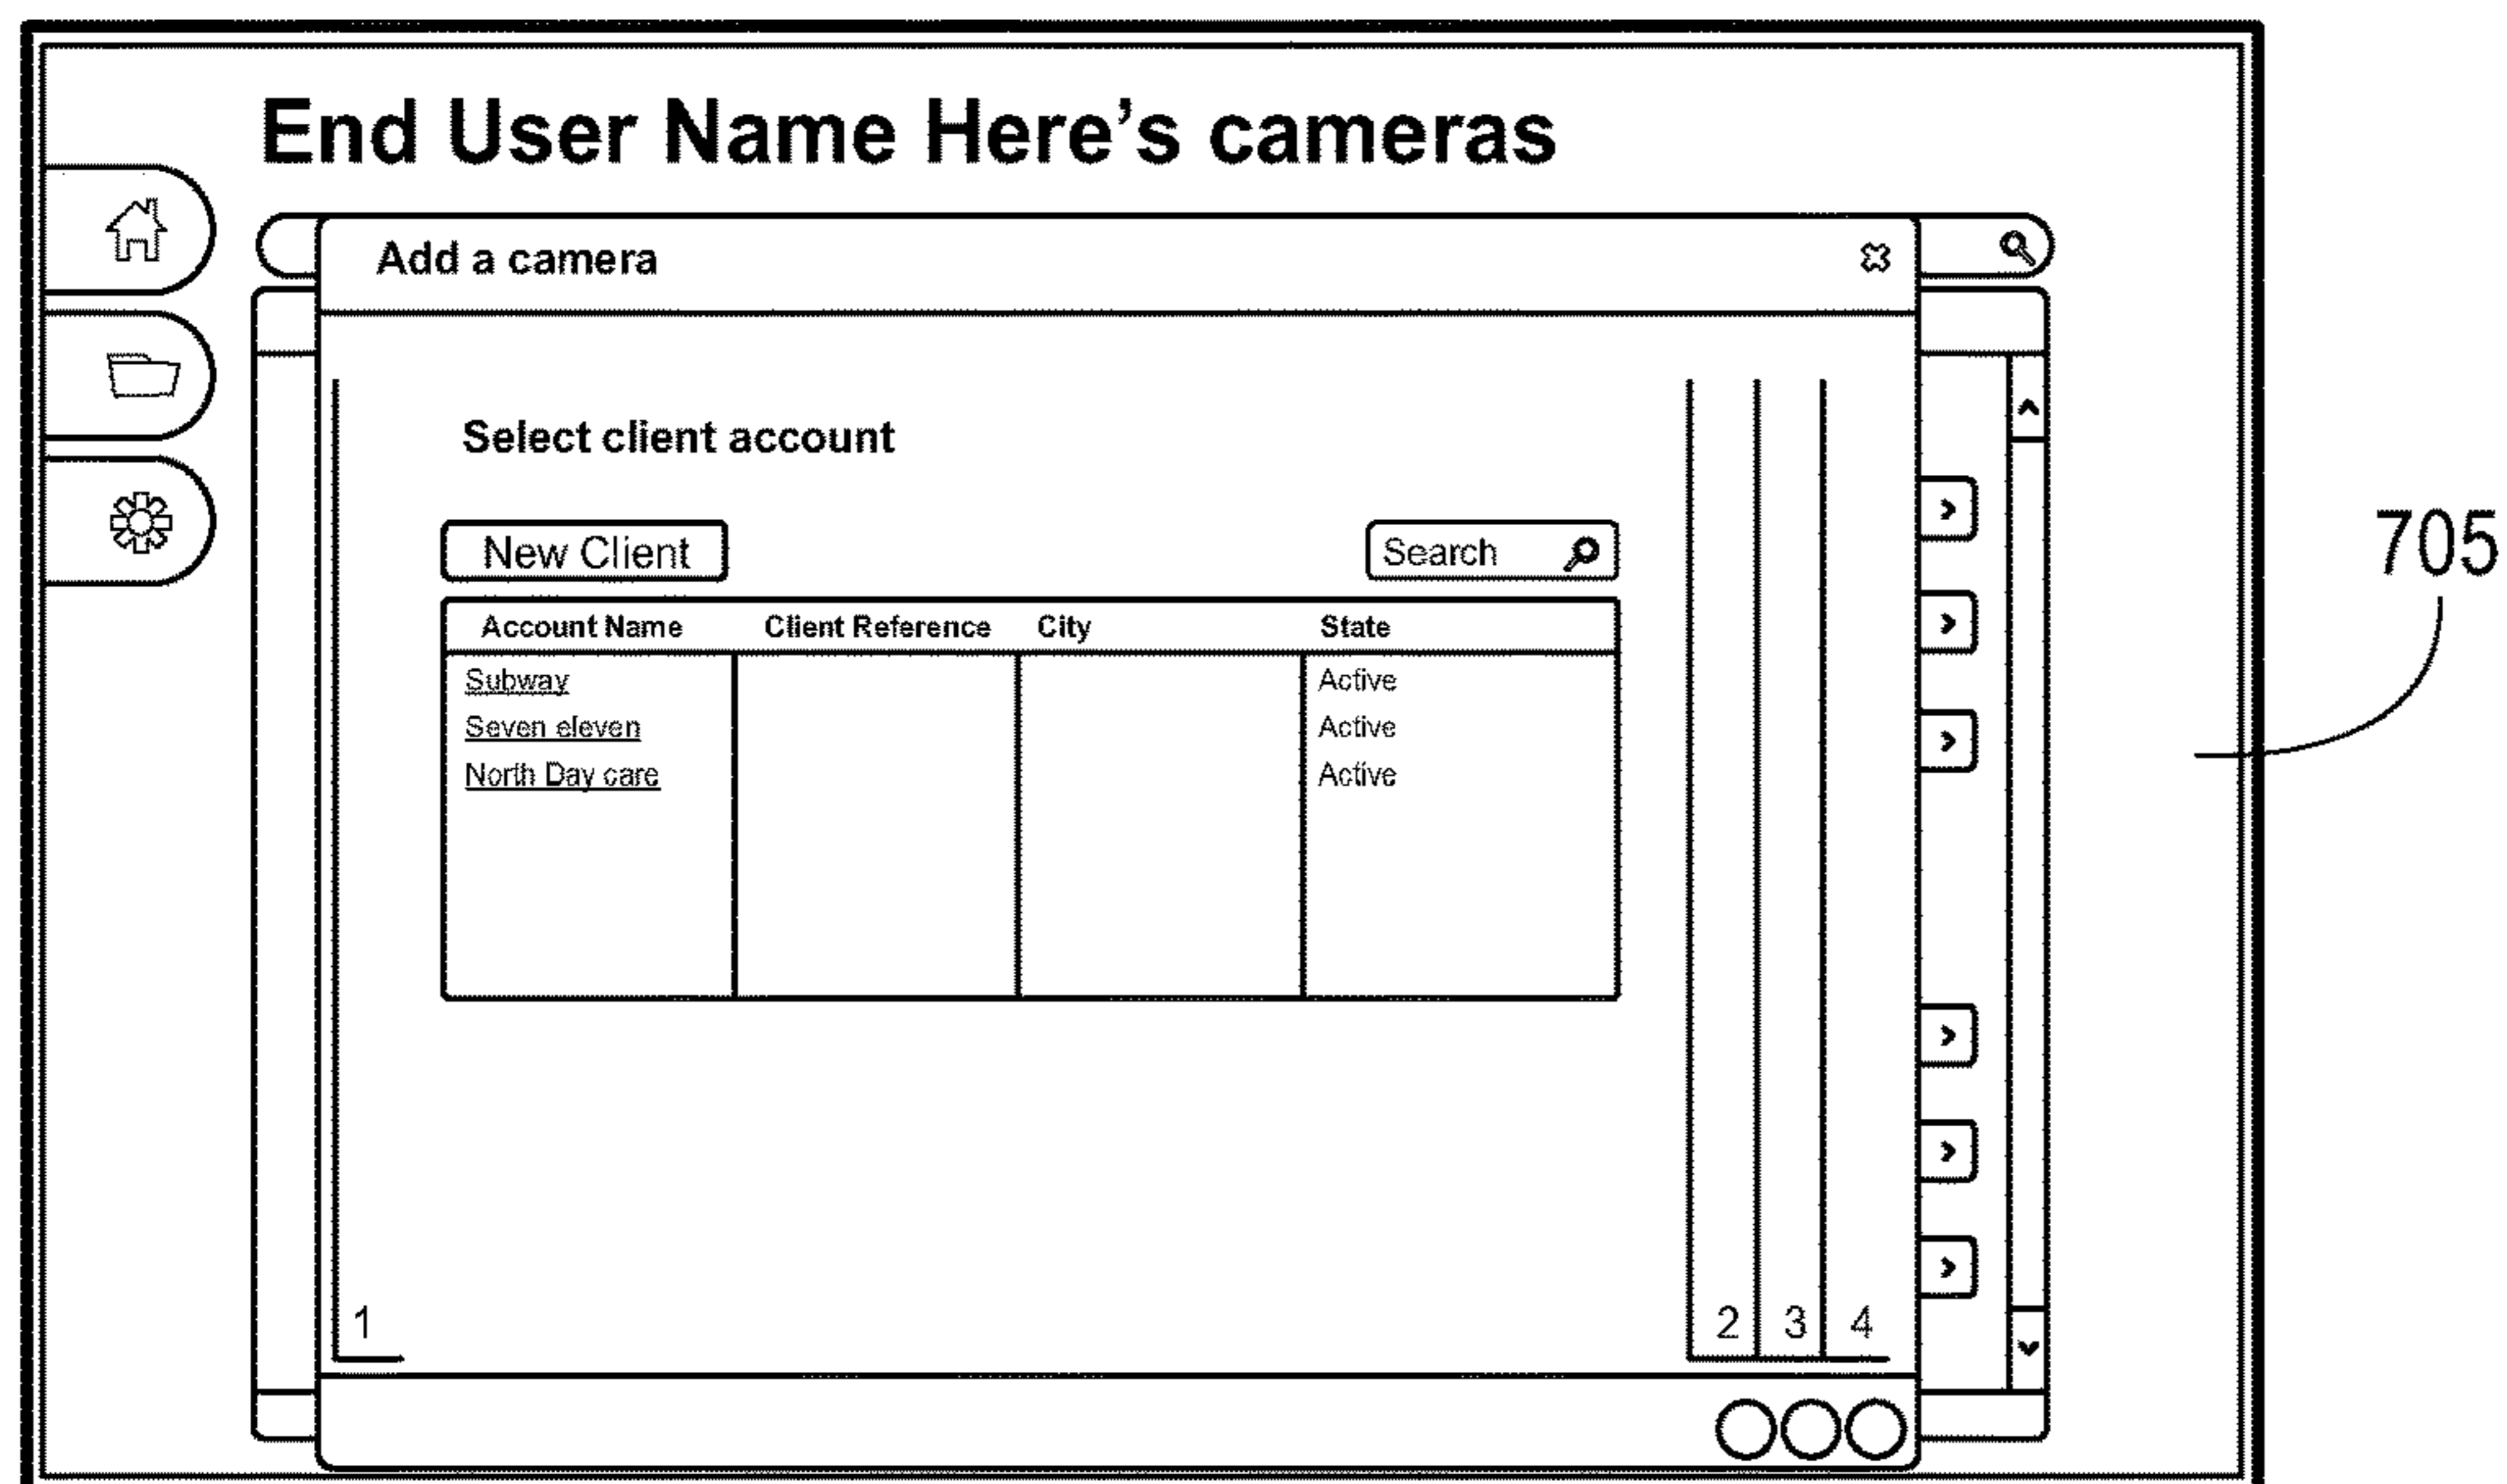 End User Name Here's cameras
Add a camera
Select client account
New Client Search
Account Name Client Reference City State
Subway Active
Seven eleven Active
North Day care Active
705
1 2 3 4